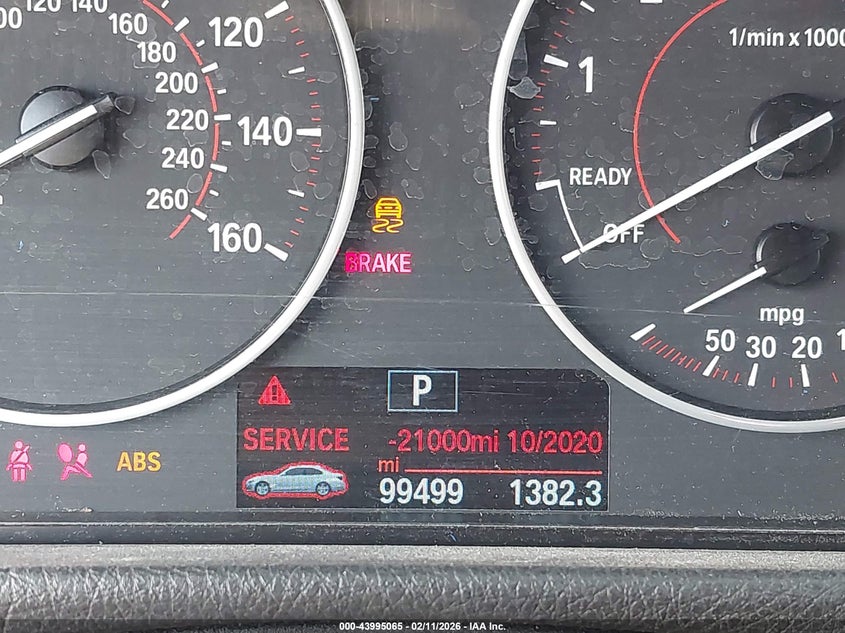 120 140
160
180
200
220
240
260
120
140
160
1/min x 1000
1
READY
OFF
BRAKE
mpg
50 30 20
P
SERVICE -21000mi 10/2020
mi
99499 1382.3
ABS
000-43995065 - 02/11/2026 - IAA Inc.